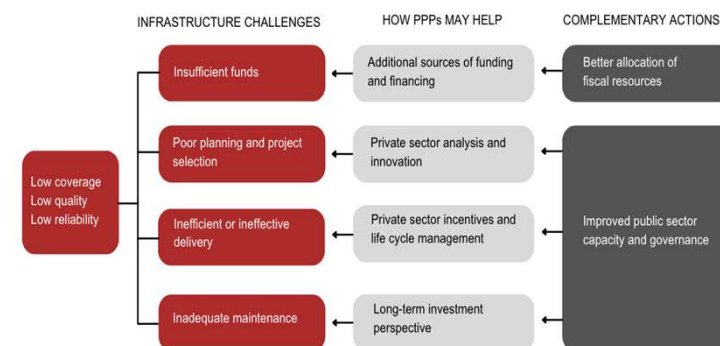 INFRASTRUCTURE CHALLENGES
HOW PPPs MAY HELP
COMPLEMENTARY ACTIONS
Low coverage
Low quality
Low reliability
Insufficient funds
Additional sources of funding
and financing
Better allocation of
fiscal resources
Poor planning and project
selection
Private sector analysis and
innovation
Inefficient or ineffective
delivery
Private sector incentives and
life cycle management
Improved public sector
capacity and governance
Inadequate maintenance
Long-term investment
perspective